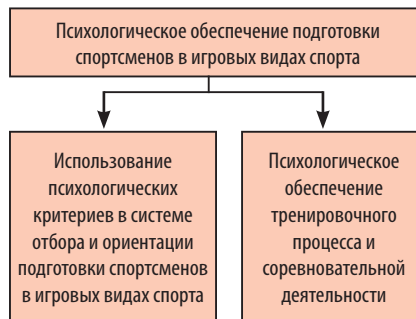 Психологическое обеспечение подготовки
спортсменов в игровых видах спорта
Использование
психологических
критериев в системе
отбора и ориентации
подготовки спортсменов
в игровых видах спорта
Психологическое
обеспечение
тренировочного
процесса и
соревновательной
деятельности